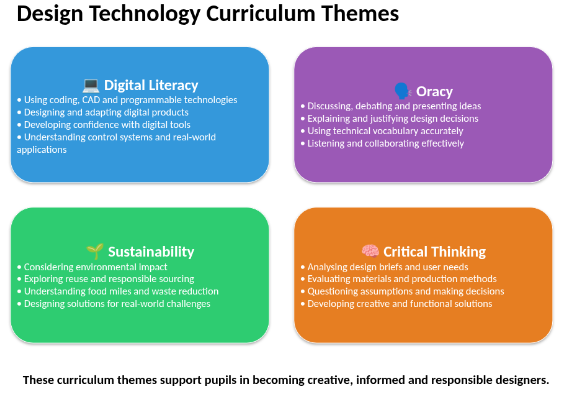 Design Technology Curriculum Themes
💻 Digital Literacy
• Using coding, CAD and programmable technologies
• Designing and adapting digital products
• Developing confidence with digital tools
• Understanding control systems and real-world
applications
🗣️ Oracy
• Discussing, debating and presenting ideas
• Explaining and justifying design decisions
• Using technical vocabulary accurately
• Listening and collaborating effectively
🌱 Sustainability
• Considering environmental impact
• Exploring reuse and responsible sourcing
• Understanding food miles and waste reduction
• Designing solutions for real-world challenges
🧠 Critical Thinking
• Analysing design briefs and user needs
• Evaluating materials and production methods
• Questioning assumptions and making decisions
• Developing creative and functional solutions
These curriculum themes support pupils in becoming creative, informed and responsible designers.